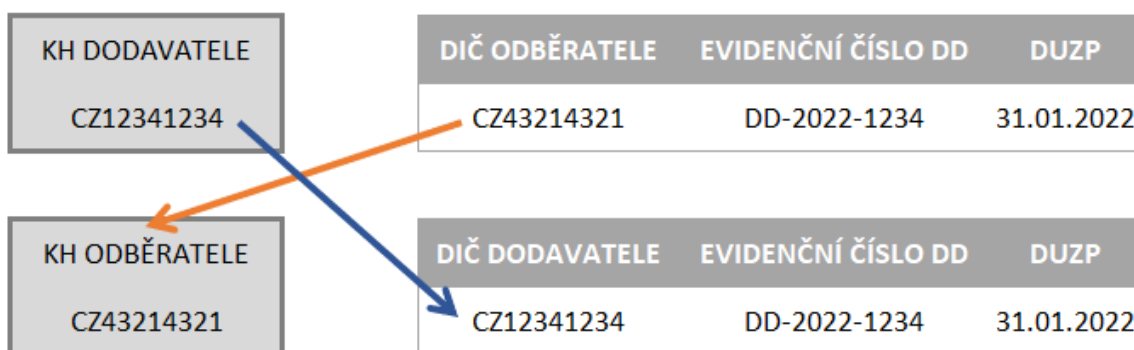 KH DODAVATELE
CZ12341234
DIČ ODBĚRATELE EVIDENČNÍ ČÍSLO DD DUZP
CZ43214321 DD-2022-1234 31.01.2022
KH ODBĚRATELE
CZ43214321
DIČ DODAVATELE EVIDENČNÍ ČÍSLO DD DUZP
CZ12341234 DD-2022-1234 31.01.2022